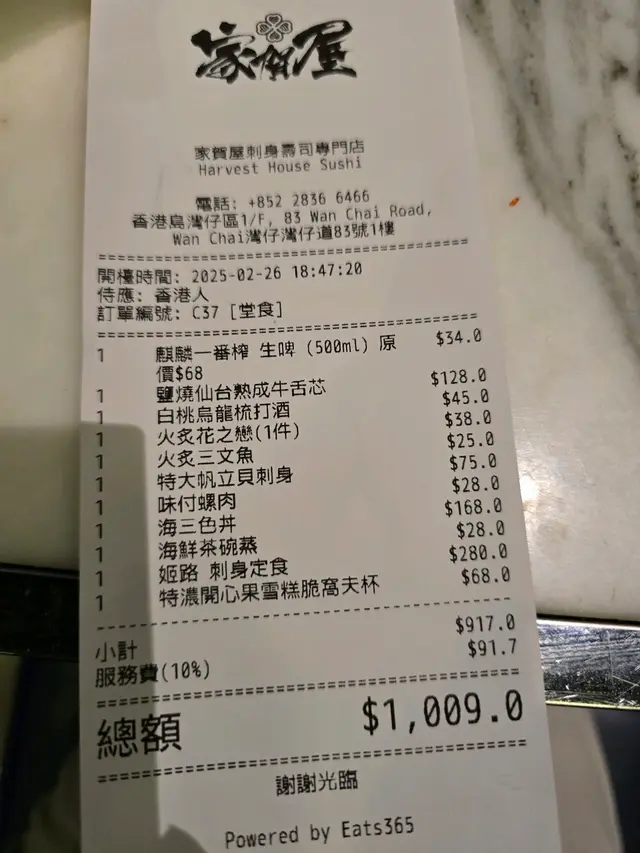 家賀屋
家賀屋刺身壽司專門店
Harvest House Sushi
電話: +852 2836 6466
香港島灣仔區1/F, 83 Wan Chai Road,
Wan Chai灣仔灣仔道83號1樓
開檯時間: 2025-02-26 18:47:20
侍應: 香港人
訂單編號: C37 [堂食]
1 麒麟一番榨 生啤 (500ml) 原 $34.0
價$68
1 鹽燒仙台熟成牛舌芯 $128.0
1 白桃烏龍梳打酒 $45.0
1 火炙花之戀(1件) $38.0
1 火炙三文魚 $25.0
1 特大帆立貝刺身 $75.0
1 味付螺肉 $28.0
1 海三色丼 $168.0
1 海鮮茶碗蒸 $28.0
1 姬路 刺身定食 $280.0
1 特濃開心果雪糕脆窩夫杯 $68.0
小計 $917.0
服務費(10%) $91.7
總額 $1,009.0
謝謝光臨
Powered by Eats365